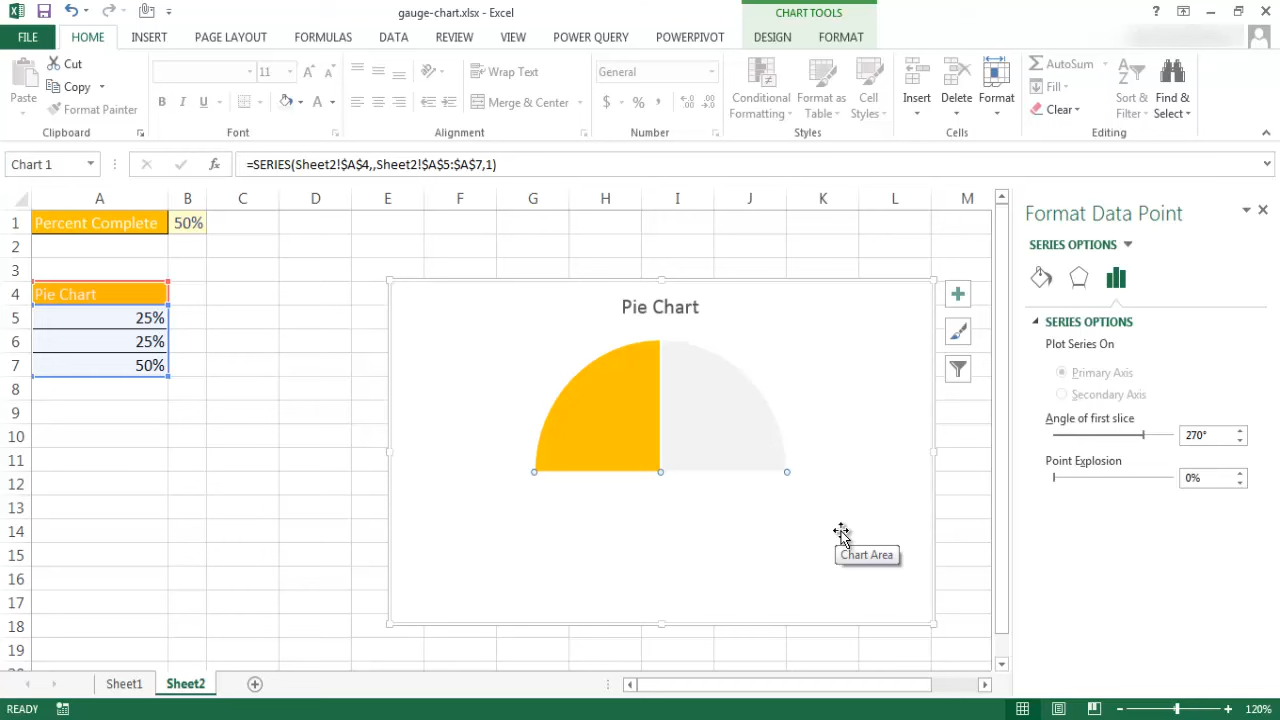 gauge-chart.xlsx - Excel
CHART TOOLS
?
FILE HOME INSERT PAGE LAYOUT FORMULAS DATA REVIEW VIEW POWER QUERY POWERPIVOT DESIGN FORMAT
Paste
Cut
Copy
Format Painter
Clipboard
11
A A
B I U
A
Font
Wrap Text
Merge & Center
Alignment
General
$ % ,
Number
Conditional
Formatting
Format as
Table
Cell
Styles
Styles
Insert
Delete
Format
Cells
AutoSum
Fill
Clear
Sort &
Filter
Find &
Select
Editing
Chart 1
fx
=SERIES(Sheet2!$A$4,,Sheet2!$A$5:$A$7,1)
A B C D E F G H I J K L M
1 Percent Complete 50%
2
3
4 Pie Chart
5 25%
6 25%
7 50%
8
9
10
11
12
13
14
15
16
17
18
19
Pie Chart
Chart Area
Format Data Point
SERIES OPTIONS
SERIES OPTIONS
Plot Series On
Primary Axis
Secondary Axis
Angle of first slice
270°
Point Explosion
0%
Sheet1 Sheet2
READY
120%